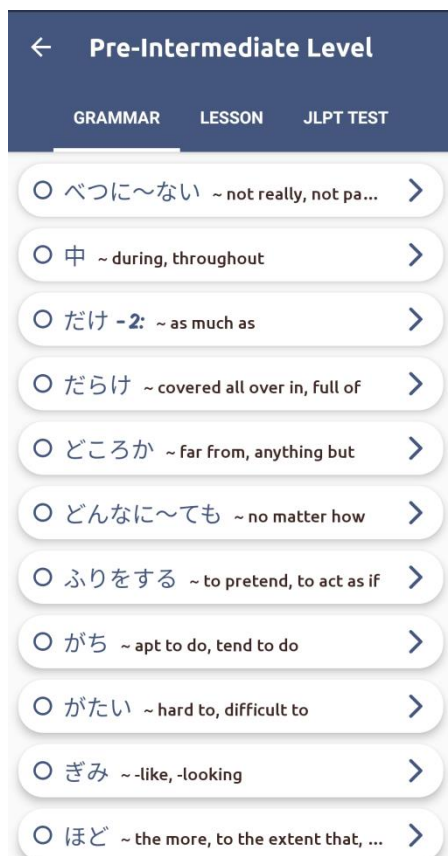 Pre-Intermediate Level
GRAMMAR LESSON JLPT TEST
べつに〜ない ~ not really, not pa...
中 ~ during, throughout
だけ -2: ~ as much as
だらけ ~ covered all over in, full of
どころか ~ far from, anything but
どんなに〜ても ~ no matter how
ふりをする ~ to pretend, to act as if
がち ~ apt to do, tend to do
がたい ~ hard to, difficult to
ぎみ ~ -like, -looking
ほど ~ the more, to the extent that, ...